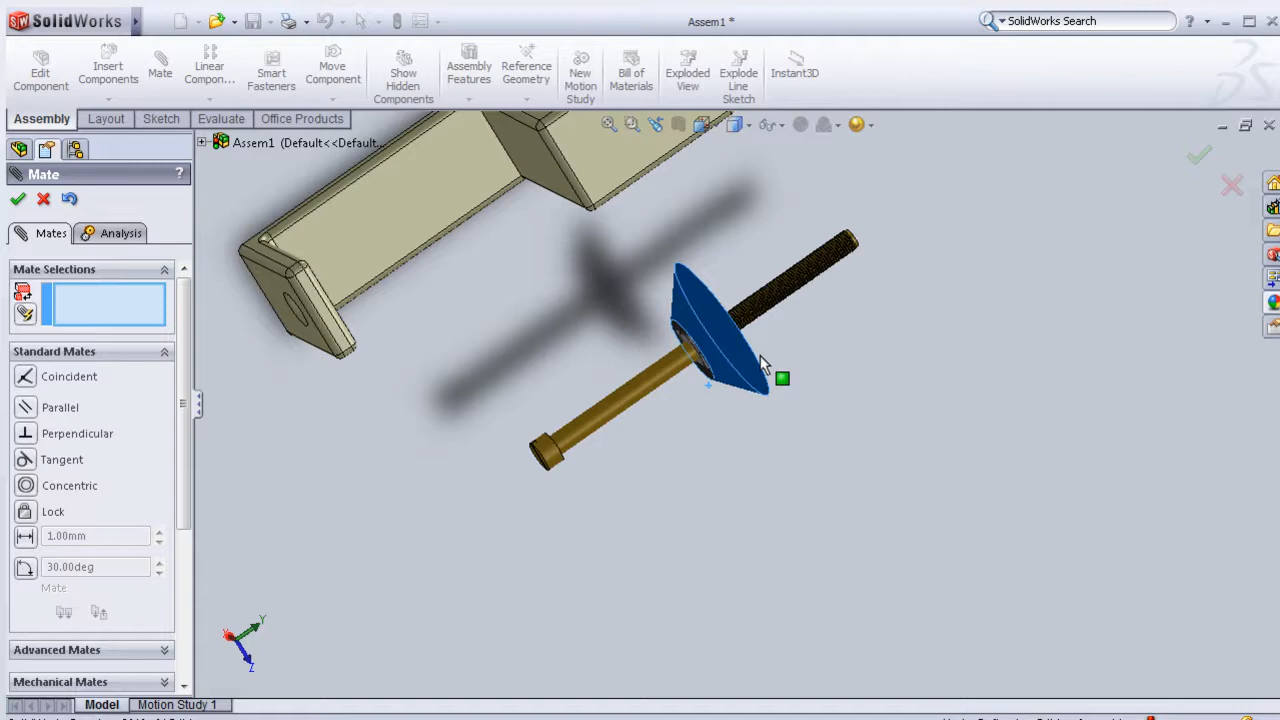 SOLIDWORKS
Assem1 *
SolidWorks Search
Edit Component
Insert Components
Mate
Linear Compon...
Smart Fasteners
Move Component
Show Hidden Components
Assembly Features
Reference Geometry
New Motion Study
Bill of Materials
Exploded View
Explode Line Sketch
Instant3D
Assembly
Layout
Sketch
Evaluate
Office Products
Assem1 (Default<<Default...
Mate
?
Mates
Analysis
Mate Selections
Standard Mates
Coincident
Parallel
Perpendicular
Tangent
Concentric
Lock
1.00mm
30.00deg
Mate
Advanced Mates
Mechanical Mates
Y
X
Z
Model
Motion Study 1